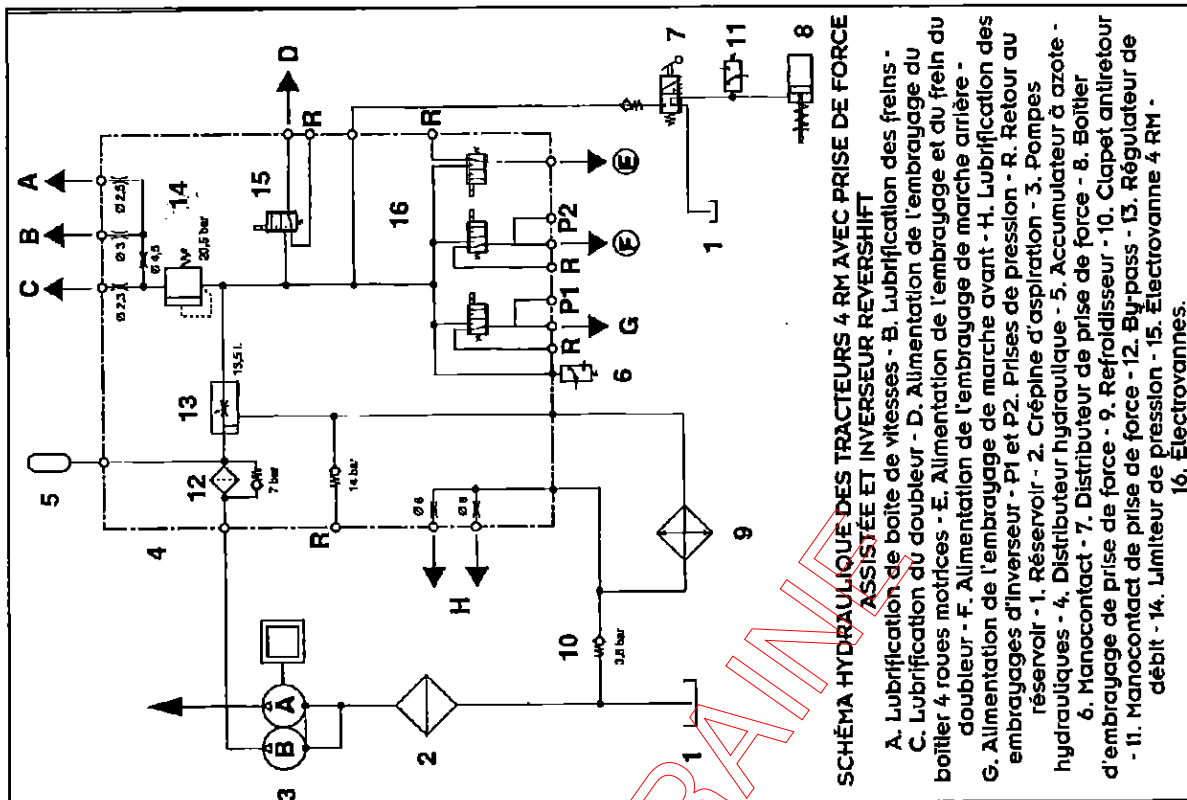 A
B
C
D
Ø 2,5
Ø 3
Ø 2,3
Ø 4,5
14
20,5 bar
15
R
R
5
13
13,5 l.
12
7 bar
4
16
R
14 bar
Ø 6
Ø 8
H
R
P1
R
P2
G
F
E
6
7
11
8
1
9
10
3,8 bar
A
B
3
2
1
SCHÉMA HYDRAULIQUE DES TRACTEURS 4 RM AVEC PRISE DE FORCE
ASSISTÉE ET INVERSEUR REVERSHIFT
A. Lubrification de boîte de vitesses - B. Lubrification des freins -
C. Lubrification du doubleur - D. Alimentation de l'embrayage du
boîtier 4 roues motrices - E. Alimentation de l'embrayage et du frein du
doubleur - F. Alimentation de l'embrayage de marche arrière -
G. Alimentation de l'embrayage de marche avant - H. Lubrification des
embrayages d'inverseur - P1 et P2. Prises de pression - R. Retour au
réservoir - 1. Réservoir - 2. Crépine d'aspiration - 3. Pompes
hydrauliques - 4. Distributeur hydraulique - 5. Accumulateur à azote -
6. Manocontact - 7. Distributeur de prise de force - 8. Boîtier
d'embrayage de prise de force - 9. Refroidisseur - 10. Clapet antiretour
- 11. Manocontact de prise de force - 12. By-pass - 13. Régulateur de
débit - 14. Limiteur de pression - 15. Électrovanne 4 RM -
16. Électrovannes.